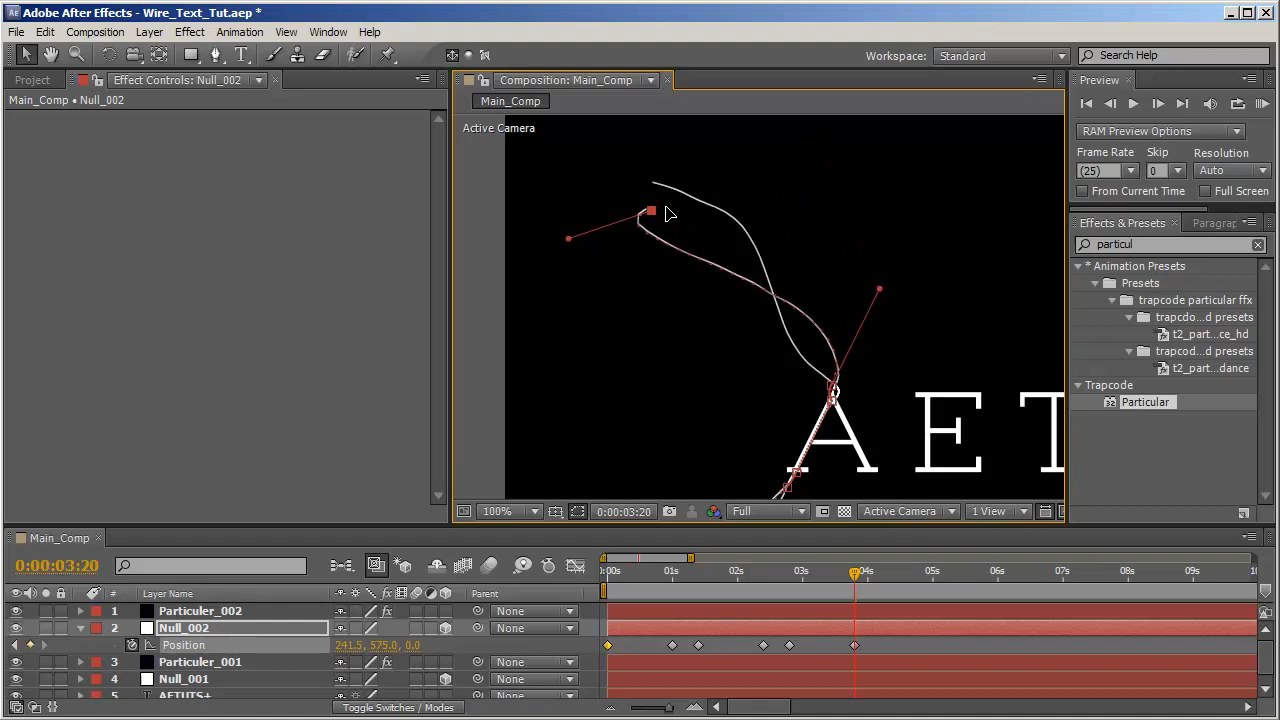 Adobe After Effects - Wire_Text_Tut.aep *
File Edit Composition Layer Effect Animation View Window Help
Workspace: Standard Search Help
Project Effect Controls: Null_002 Composition: Main_Comp Preview
Main_Comp • Null_002 Main_Comp
Active Camera
RAM Preview Options
Frame Rate Skip Resolution
(25) 0 Auto
From Current Time Full Screen
Effects & Presets Paragrap
particul
* Animation Presets
Presets
trapcode particular ffx
trapcdo...d presets
t2_part...ce_hd
trapcod...d presets
t2_part...dance
Trapcode
Particular
A E T
100% 0:00:03:20 Full Active Camera 1 View
Main_Comp
0:00:03:20
:00s 01s 02s 03s 04s 05s 06s 07s 08s 09s 10
# Layer Name Parent
1 Particuler_002 None
2 Null_002 None
Position 241.5, 575.0, 0.0
3 Particuler_001 None
4 Null_001 None
5 AETUTS+ None
Toggle Switches / Modes